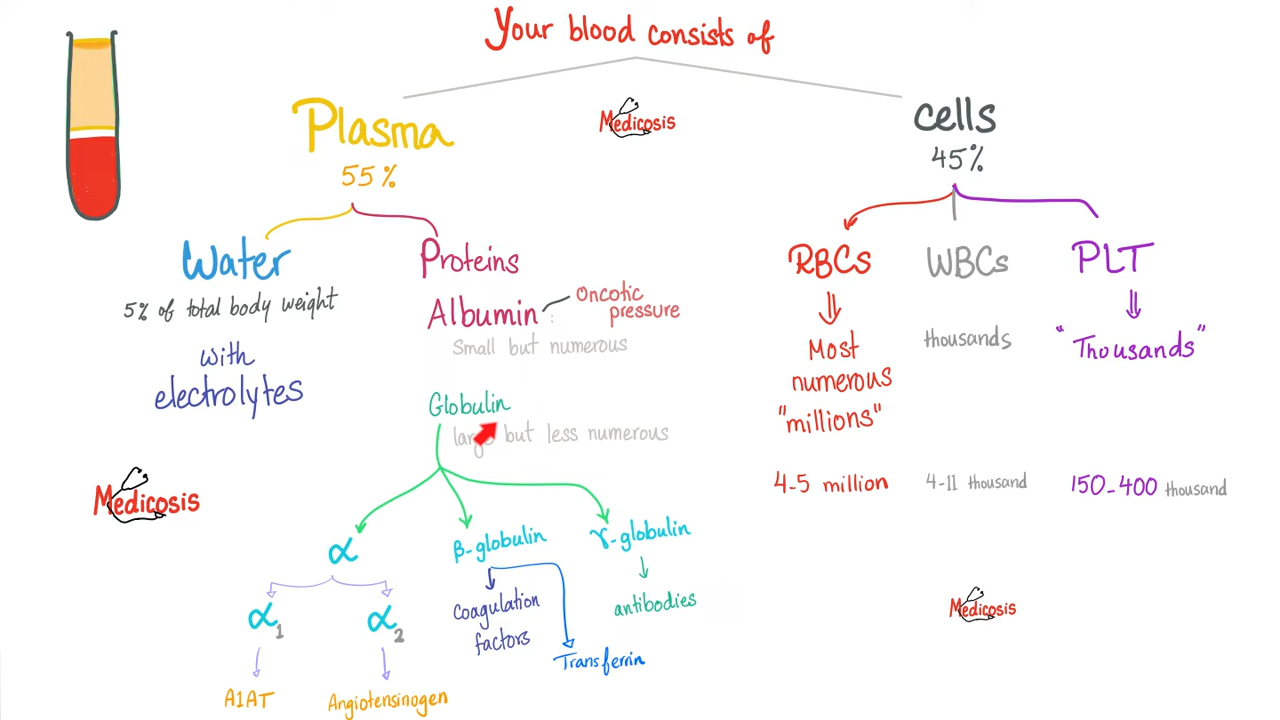 Your blood consists of
Plasma
55%
Medicosis
cells
45%
Water
5% of total body weight
with
electrolytes
Proteins
Albumin
Oncotic
pressure
Small but numerous
Globulin
large but less numerous
α
α1
A1AT
α2
Angiotensinogen
β-globulin
Coagulation
factors
Transferrin
γ-globulin
antibodies
RBCs
Most
numerous
"millions"
4-5 million
WBCs
thousands
4-11 thousand
PLT
"Thousands"
150-400 thousand
Medicosis
Medicosis